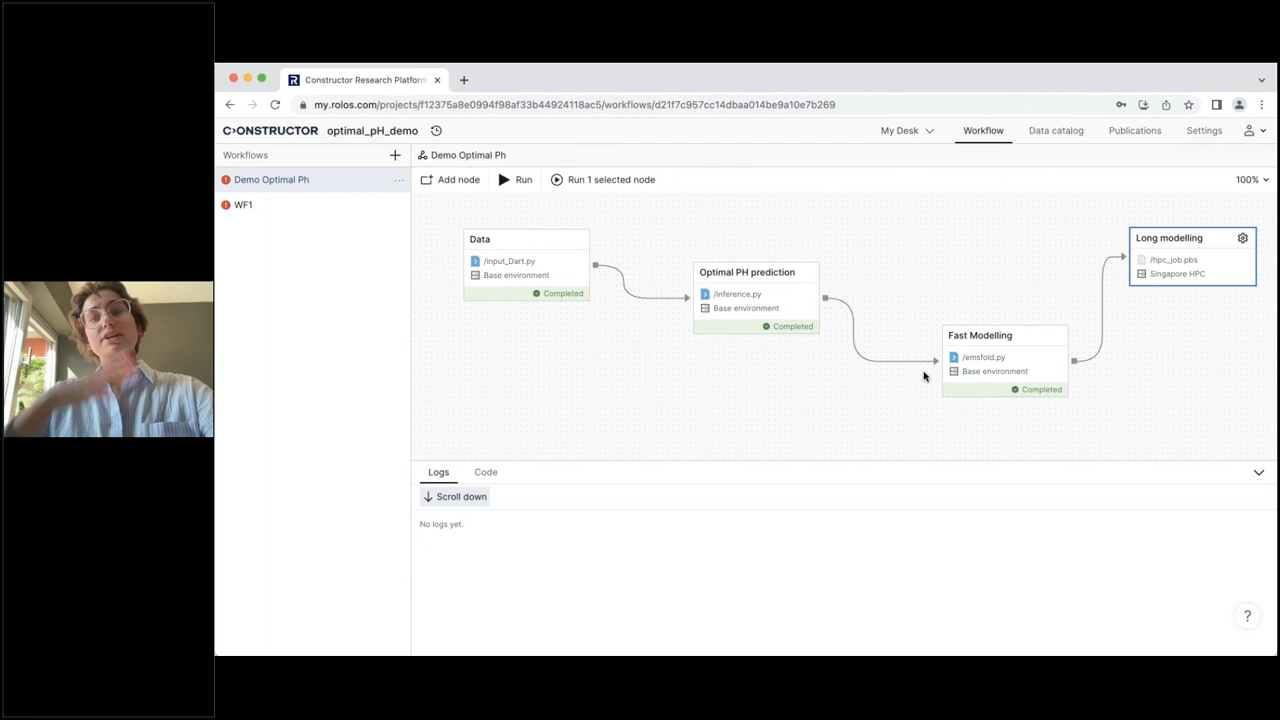 Constructor Research Platform
my.rolos.com/projects/f12375a8e0994f98af33b44924118ac5/workflows/d21f7c957cc14dbaa014be9a10e7b269
C>ONSTRUCTOR
optimal_pH_demo
My Desk
Workflow
Data catalog
Publications
Settings
Workflows
Demo Optimal Ph
Add node
Run
Run 1 selected node
100%
Demo Optimal Ph
WF1
Data
/input_Dart.py
Base environment
Completed
Optimal PH prediction
/inference.py
Base environment
Completed
Fast Modelling
/emsfold.py
Base environment
Completed
Long modelling
/hpc_job.pbs
Singapore HPC
Logs
Code
Scroll down
No logs yet.
?